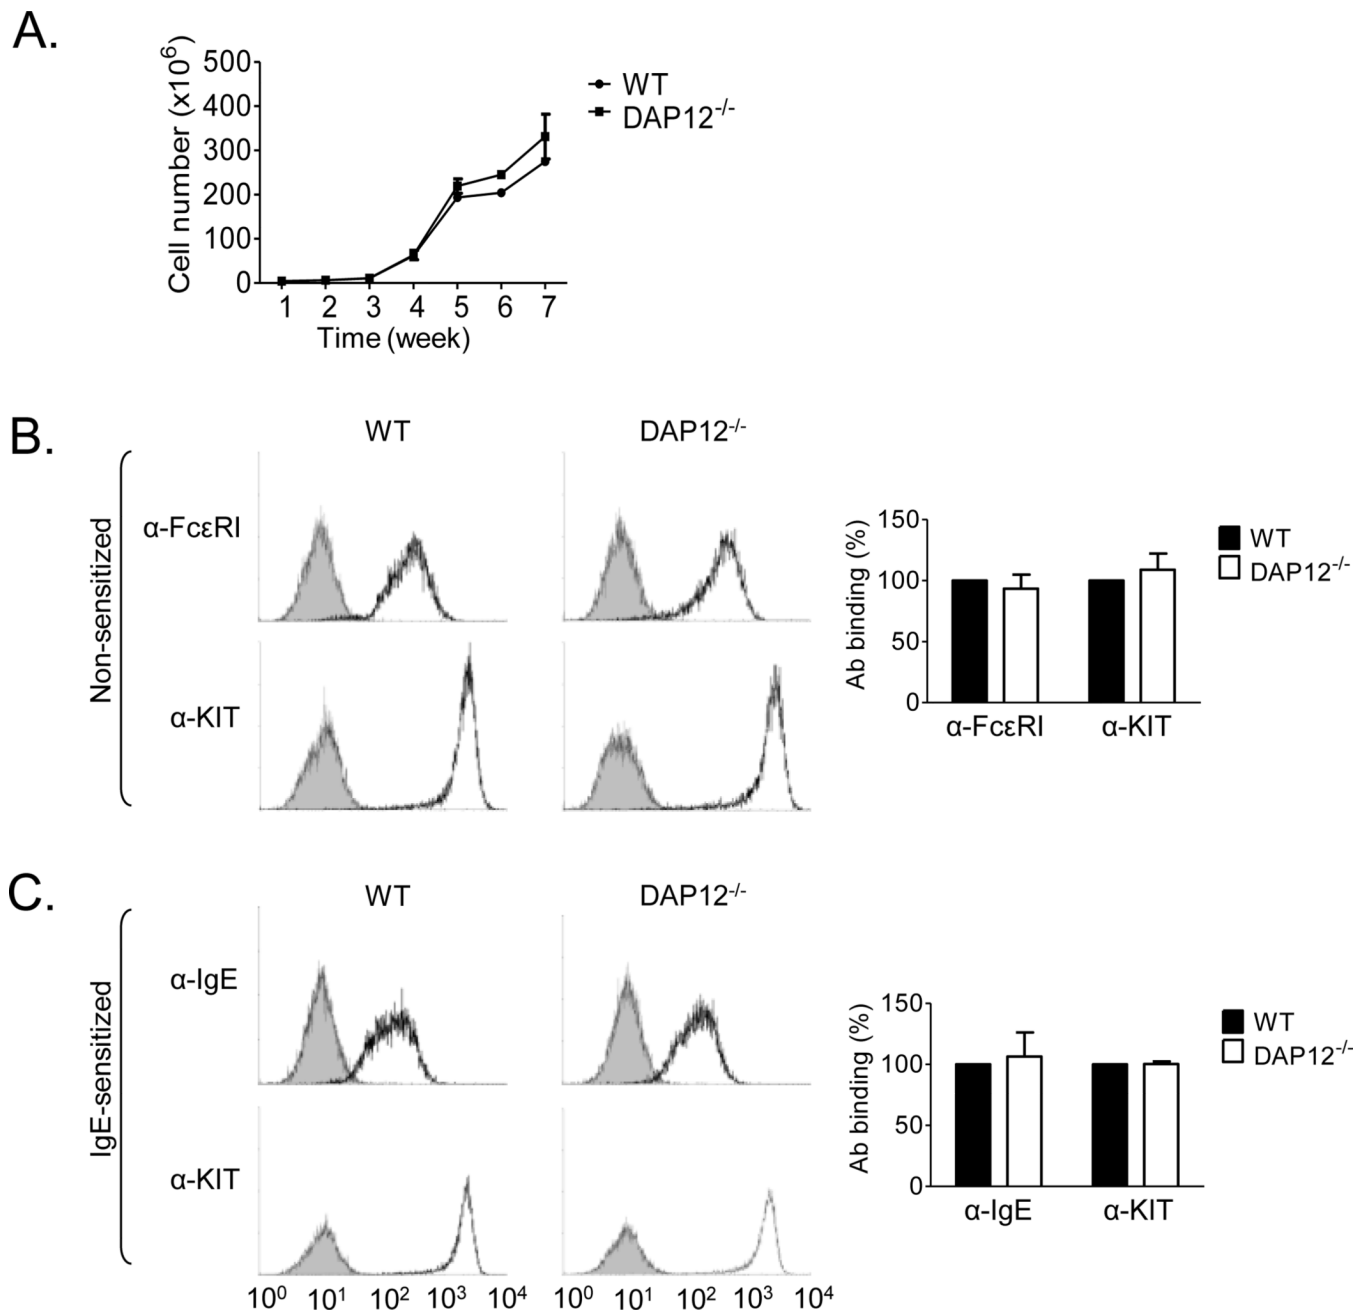 A.
Cell number (x10⁶)
500
400
300
200
100
0
1 2 3 4 5 6 7
Time (week)
WT
DAP12⁻/⁻
B.
WT DAP12⁻/⁻
Non-sensitized
α-FcεRI
α-KIT
Ab binding (%)
150
100
50
0
α-FcεRI α-KIT
WT
DAP12⁻/⁻
C.
WT DAP12⁻/⁻
IgE-sensitized
α-IgE
α-KIT
10⁰ 10¹ 10² 10³ 10⁴ 10⁰ 10¹ 10² 10³ 10⁴
Ab binding (%)
150
100
50
0
α-IgE α-KIT
WT
DAP12⁻/⁻